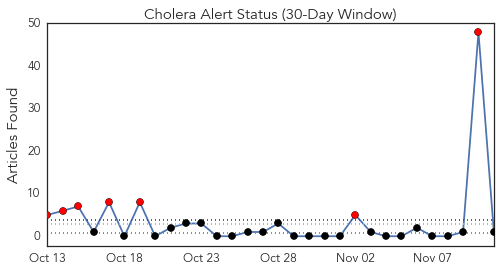 Cholera Alert Status (30-Day Window)
Articles Found
50
40
30
20
10
0
Oct 13 Oct 18 Oct 23 Oct 28 Nov 02 Nov 07